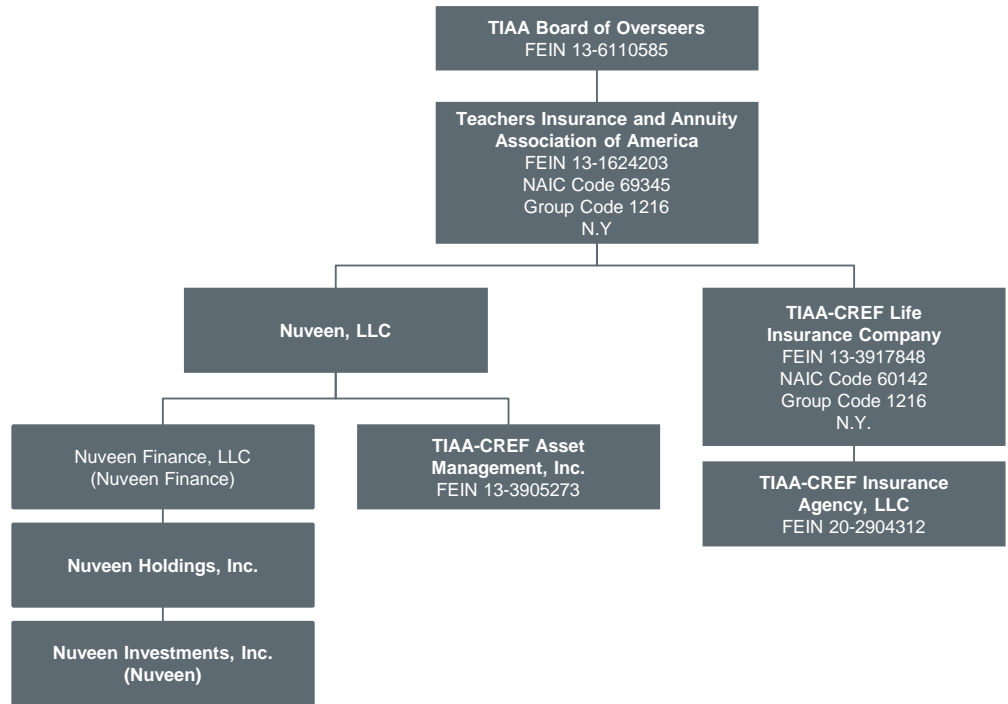 TIAA Board of Overseers
FEIN 13-6110585
Teachers Insurance and Annuity
Association of America
FEIN 13-1624203
NAIC Code 69345
Group Code 1216
N.Y
Nuveen, LLC
TIAA-CREF Life
Insurance Company
FEIN 13-3917848
NAIC Code 60142
Group Code 1216
N.Y.
Nuveen Finance, LLC
(Nuveen Finance)
TIAA-CREF Asset
Management, Inc.
FEIN 13-3905273
TIAA-CREF Insurance
Agency, LLC
FEIN 20-2904312
Nuveen Holdings, Inc.
Nuveen Investments, Inc.
(Nuveen)